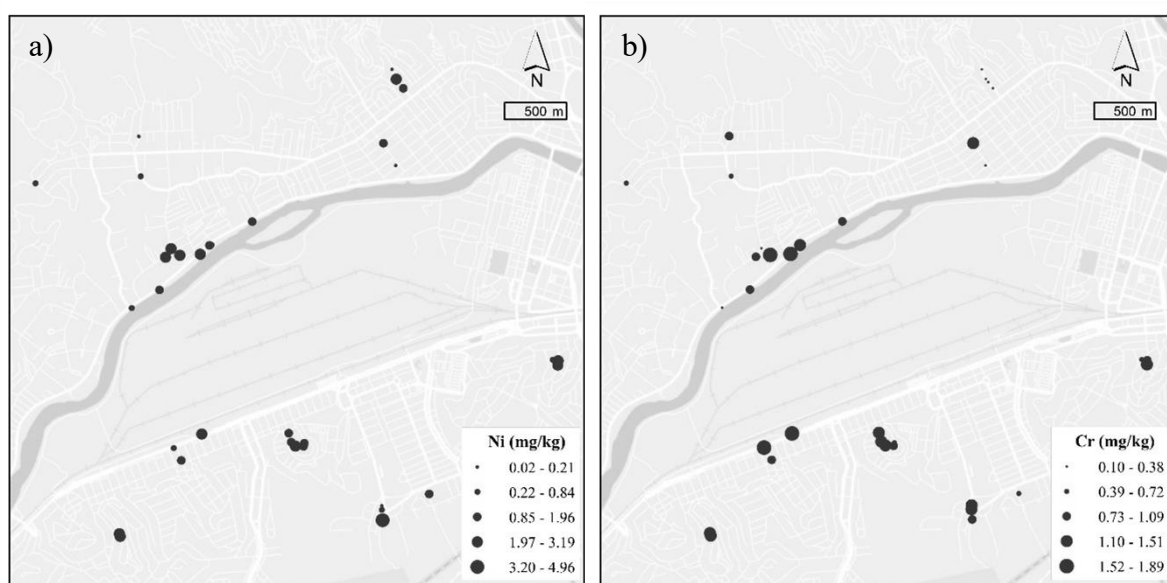 a)
N
500 m
Ni (mg/kg)
0.02 - 0.21
0.22 - 0.84
0.85 - 1.96
1.97 - 3.19
3.20 - 4.96
b)
N
500 m
Cr (mg/kg)
0.10 - 0.38
0.39 - 0.72
0.73 - 1.09
1.10 - 1.51
1.52 - 1.89